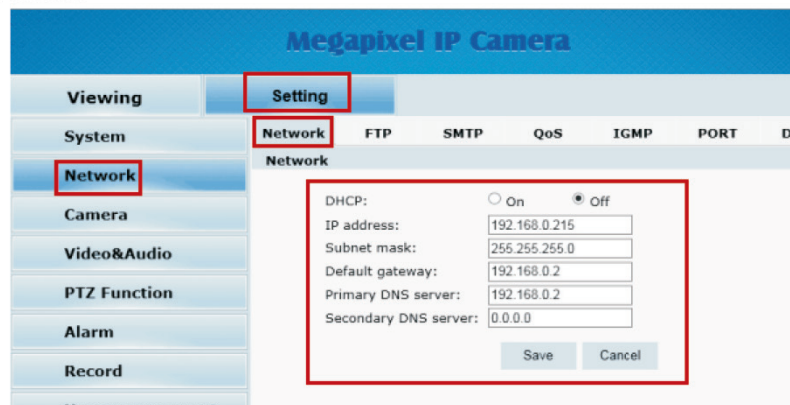 Megapixel IP Camera
Viewing Setting
System
Network
Camera
Video&Audio
PTZ Function
Alarm
Record
Network FTP SMTP QoS IGMP PORT
Network
DHCP: On Off
IP address: 192.168.0.215
Subnet mask: 255.255.255.0
Default gateway: 192.168.0.2
Primary DNS server: 192.168.0.2
Secondary DNS server: 0.0.0.0
Save Cancel